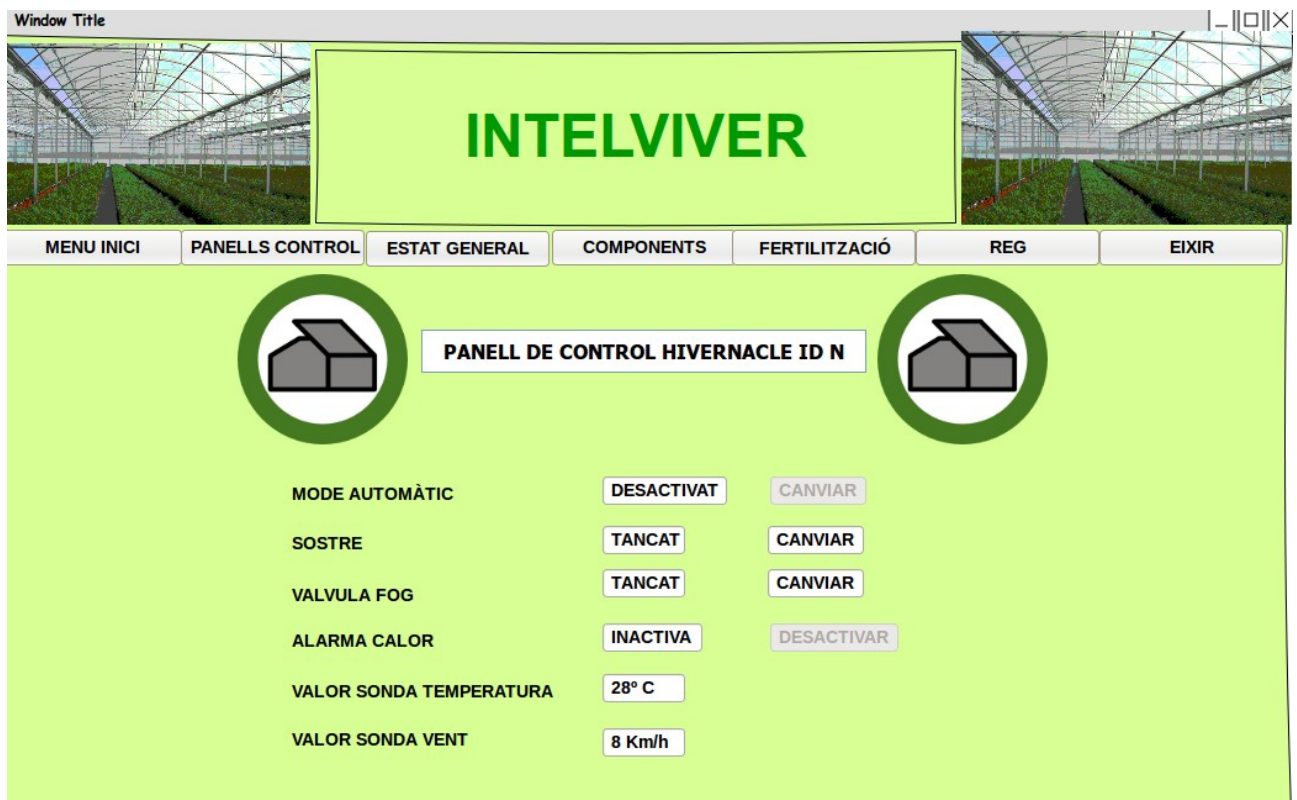 Window Title
INTELVIVER
MENU INICI PANELLS CONTROL ESTAT GENERAL COMPONENTS FERTILITZACIÓ REG EIXIR
PANELL DE CONTROL HIVERNACLE ID N
MODE AUTOMÀTIC DESACTIVAT CANVIAR
SOSTRE TANCAT CANVIAR
VALVULA FOG TANCAT CANVIAR
ALARMA CALOR INACTIVA DESACTIVAR
VALOR SONDA TEMPERATURA 28º C
VALOR SONDA VENT 8 Km/h